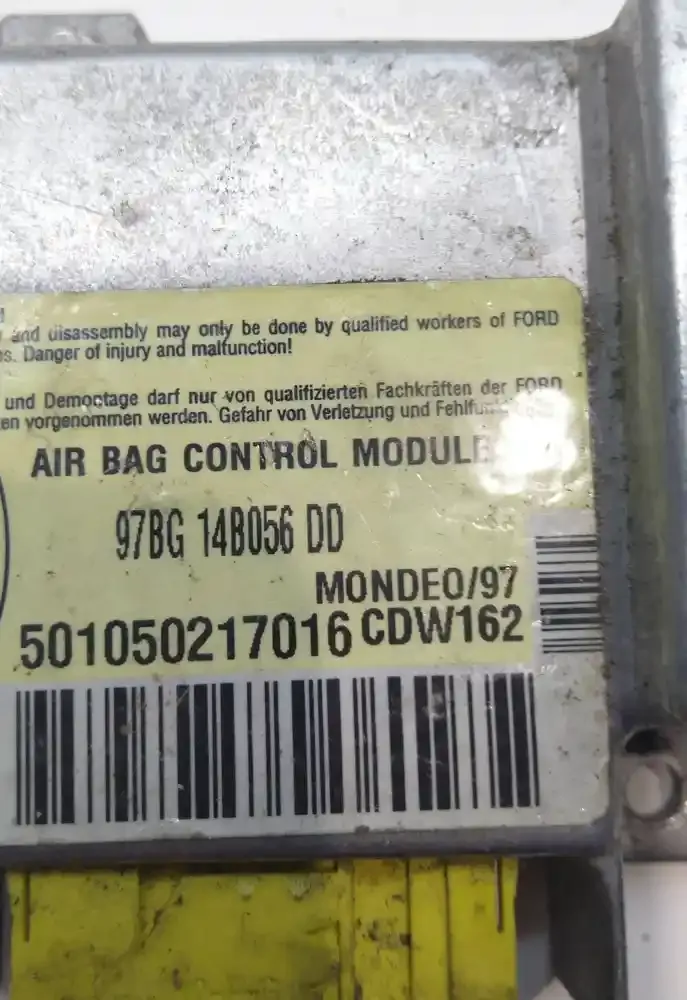 !
and disassembly may only be done by qualified workers of FORD
s. Danger of injury and malfunction!
und Demontage darf nur von qualifizierten Fachkräften der FORD
en vorgenommen werden. Gefahr von Verletzung und
AIR BAG CONTROL MODULE
97BG 14B056 DD
MONDEO/97
501050217016 CDW162